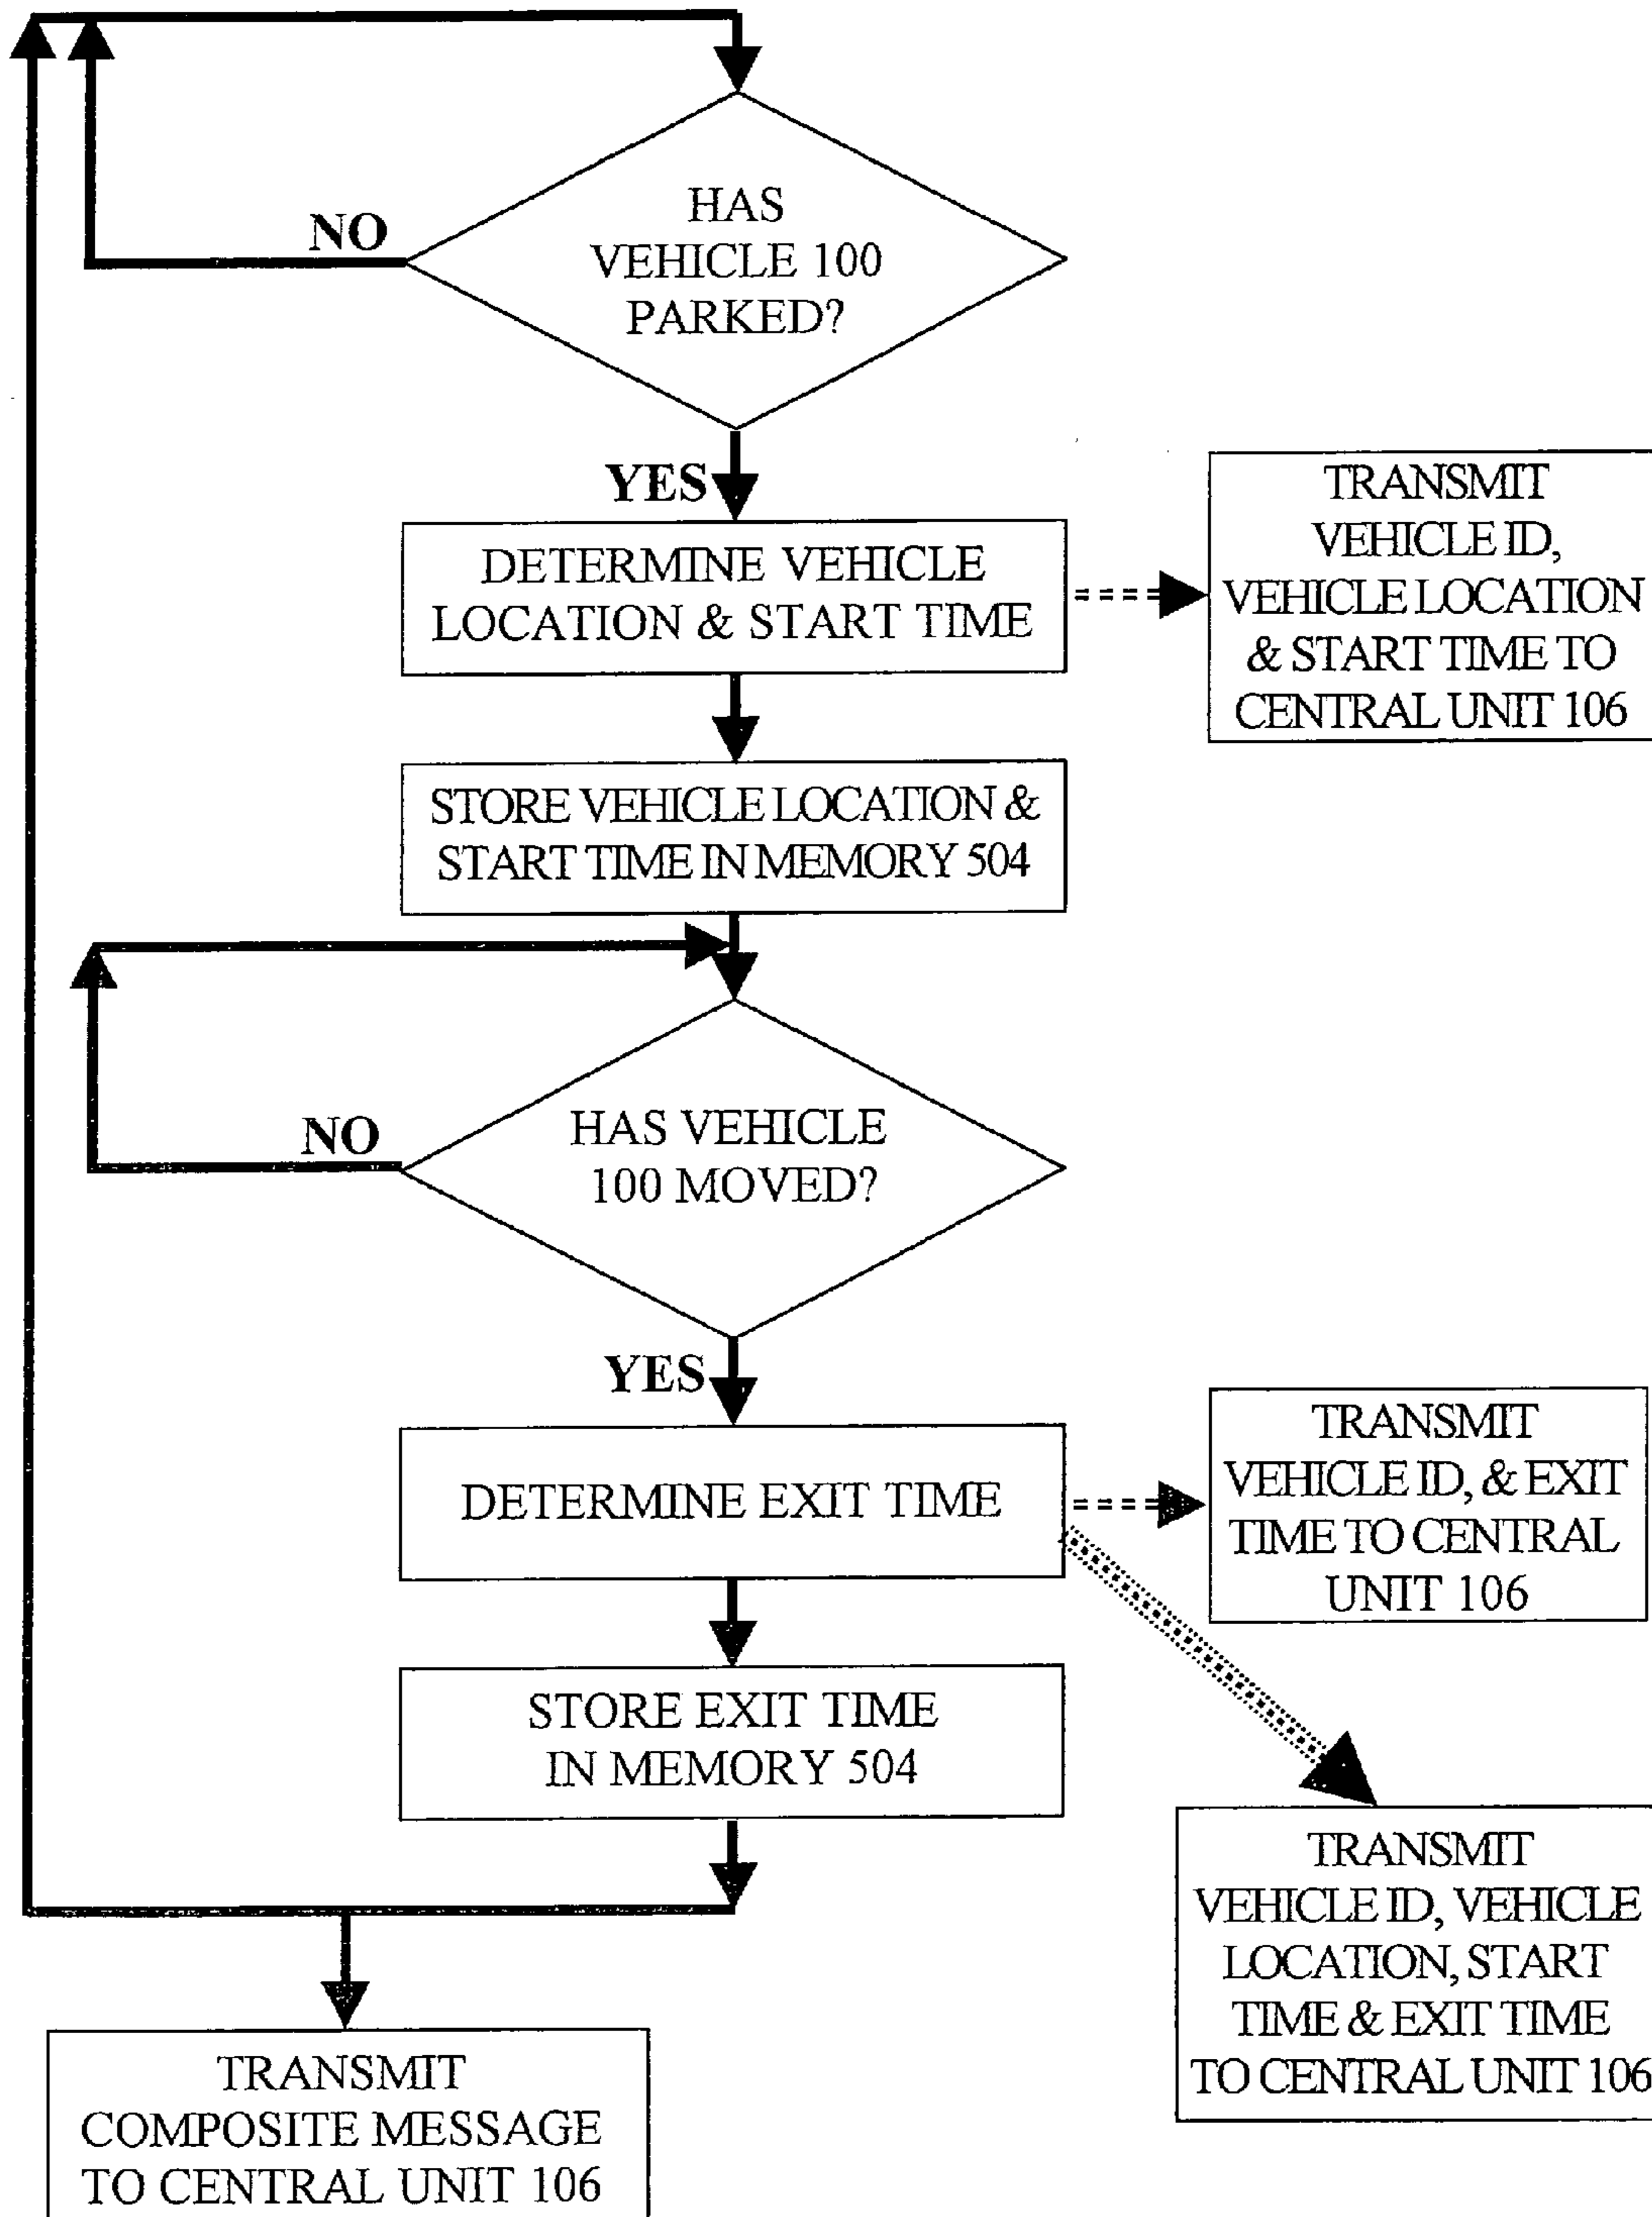 HAS
VEHICLE 100
PARKED?
NO
YES
DETERMINE VEHICLE
LOCATION & START TIME
TRANSMIT
VEHICLE ID,
VEHICLE LOCATION
& START TIME TO
CENTRAL UNIT 106
STORE VEHICLE LOCATION &
START TIME IN MEMORY 504
HAS VEHICLE
100 MOVED?
NO
YES
DETERMINE EXIT TIME
TRANSMIT
VEHICLE ID, & EXIT
TIME TO CENTRAL
UNIT 106
STORE EXIT TIME
IN MEMORY 504
TRANSMIT
VEHICLE ID, VEHICLE
LOCATION, START
TIME & EXIT TIME
TO CENTRAL UNIT 106
TRANSMIT
COMPOSITE MESSAGE
TO CENTRAL UNIT 106